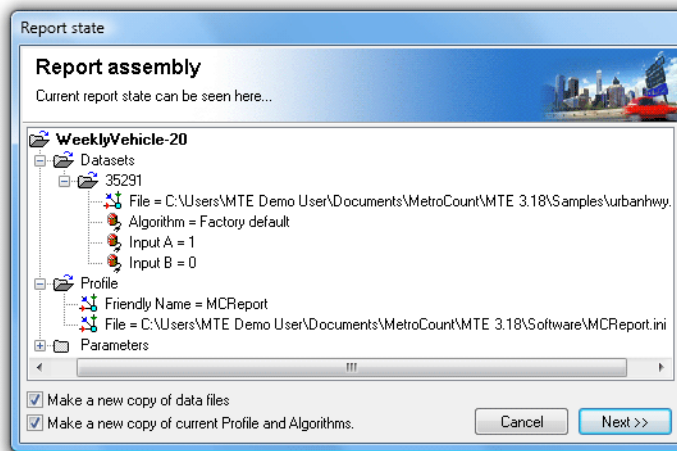 Report state
Report assembly
Current report state can be seen here...
WeeklyVehicle-20
Datasets
35291
File = C:\Users\MTE Demo User\Documents\MetroCount\MTE 3.18\Samples\urbanhwy.
Algorithm = Factory default
Input A = 1
Input B = 0
Profile
Friendly Name = MCReport
File = C:\Users\MTE Demo User\Documents\MetroCount\MTE 3.18\Software\MCReport.ini
Parameters
Make a new copy of data files
Make a new copy of current Profile and Algorithms.
Cancel
Next >>